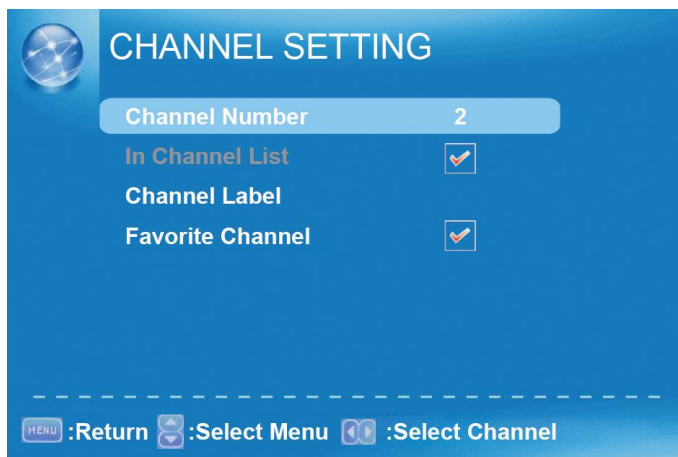 CHANNEL SETTING
Channel Number 2
In Channel List
Channel Label
Favorite Channel
MENU :Return :Select Menu :Select Channel